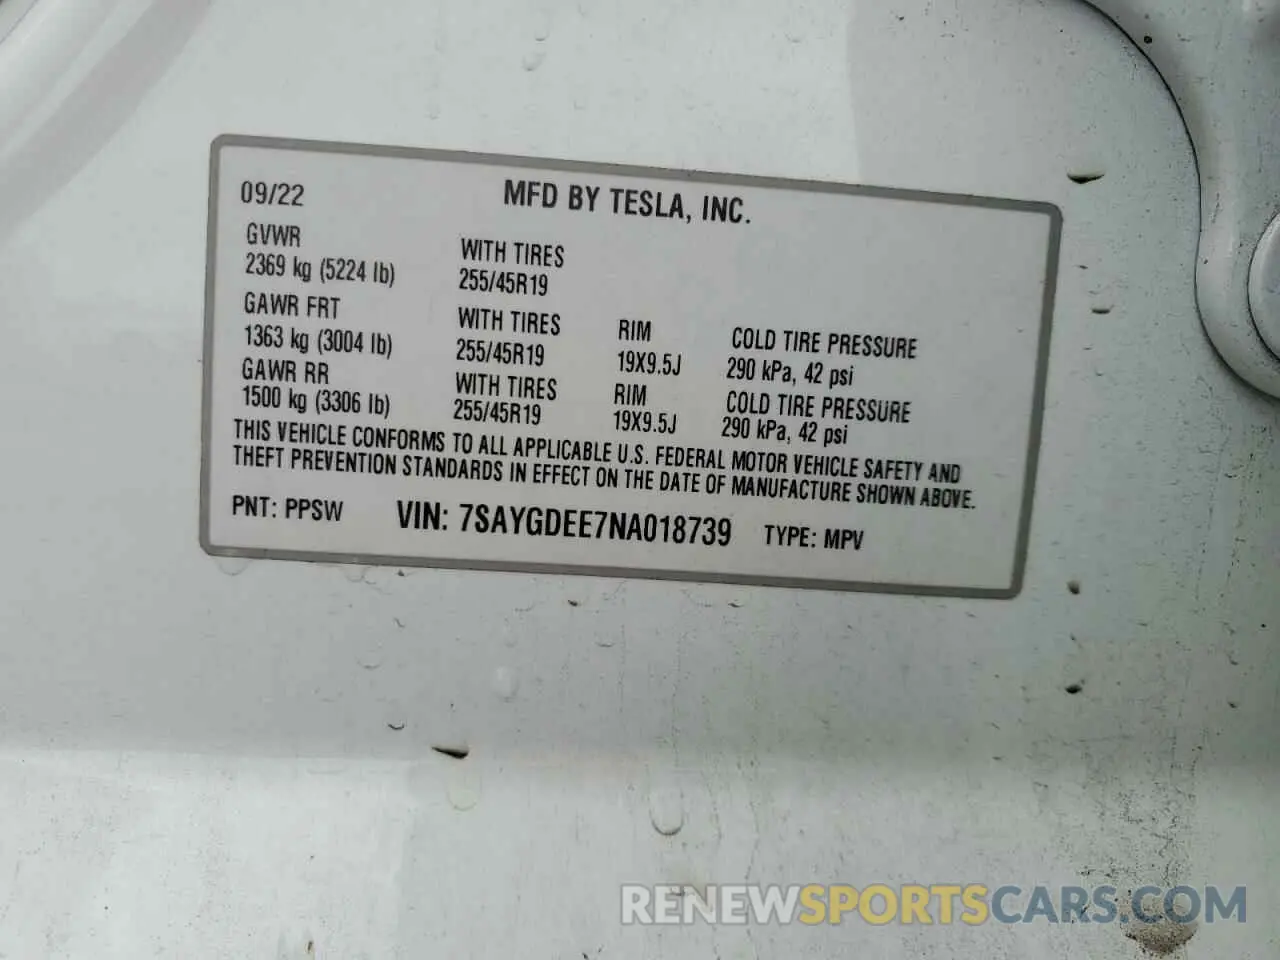 09/22 MFD BY TESLA, INC.
GVWR WITH TIRES
2369 kg (5224 lb) 255/45R19
GAWR FRT WITH TIRES RIM COLD TIRE PRESSURE
1363 kg (3004 lb) 255/45R19 19X9.5J 290 kPa, 42 psi
GAWR RR WITH TIRES RIM COLD TIRE PRESSURE
1500 kg (3306 lb) 255/45R19 19X9.5J 290 kPa, 42 psi
THIS VEHICLE CONFORMS TO ALL APPLICABLE U.S. FEDERAL MOTOR VEHICLE SAFETY AND
THEFT PREVENTION STANDARDS IN EFFECT ON THE DATE OF MANUFACTURE SHOWN ABOVE.
PNT: PPSW VIN: 7SAYGDEE7NA018739 TYPE: MPV
RENEWSPORTSCARS.COM